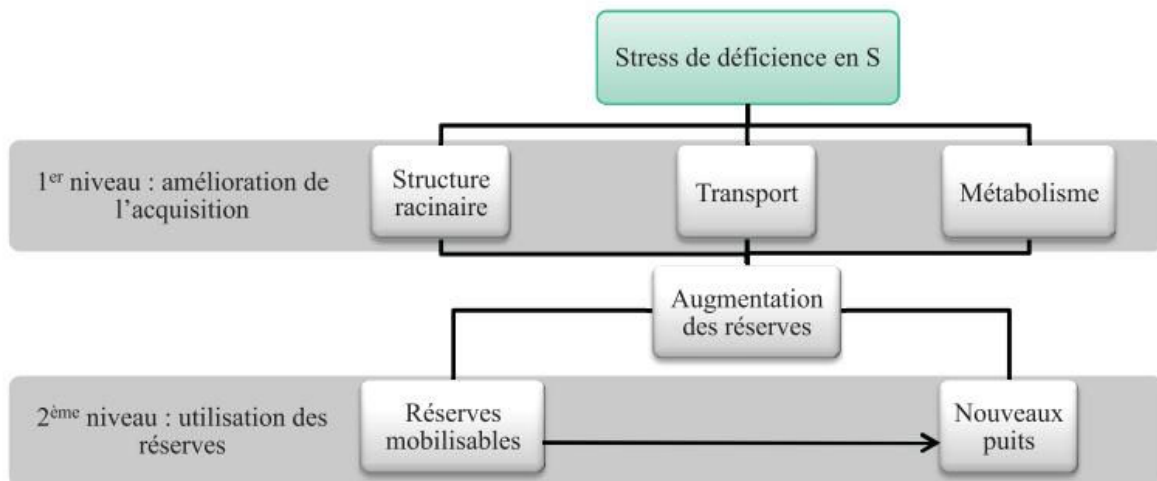 Stress de déficience en S
1er niveau : amélioration de
l’acquisition
Structure
racinaire
Transport
Métabolisme
Augmentation
des réserves
2ème niveau : utilisation des
réserves
Réserves
mobilisables
Nouveaux
puits